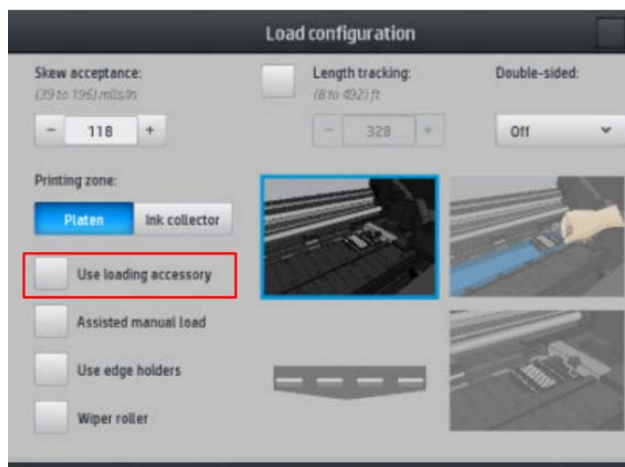 Load configuration
Skew acceptance:
(39 to 196) mils/in
− 118 +
Length tracking:
(8 to 492) ft
− 328 +
Double-sided:
Off
Printing zone:
Platen
Ink collector
Use loading accessory
Assisted manual load
Use edge holders
Wiper roller